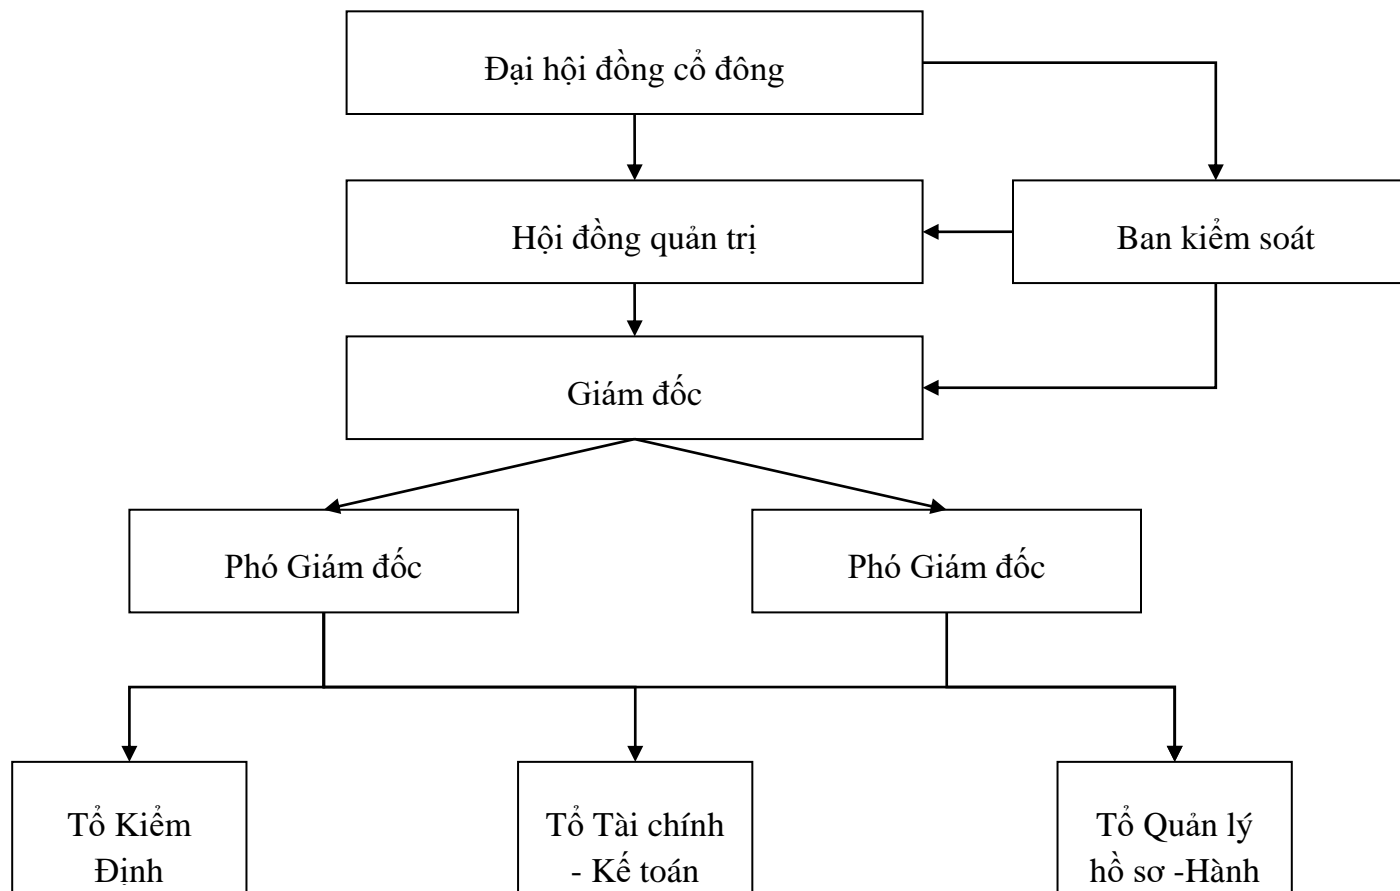 Đại hội đồng cổ đông
Hội đồng quản trị
Ban kiểm soát
Giám đốc
Phó Giám đốc
Phó Giám đốc
Tổ Kiểm
Định
Tổ Tài chính
- Kế toán
Tổ Quản lý
hồ sơ -Hành